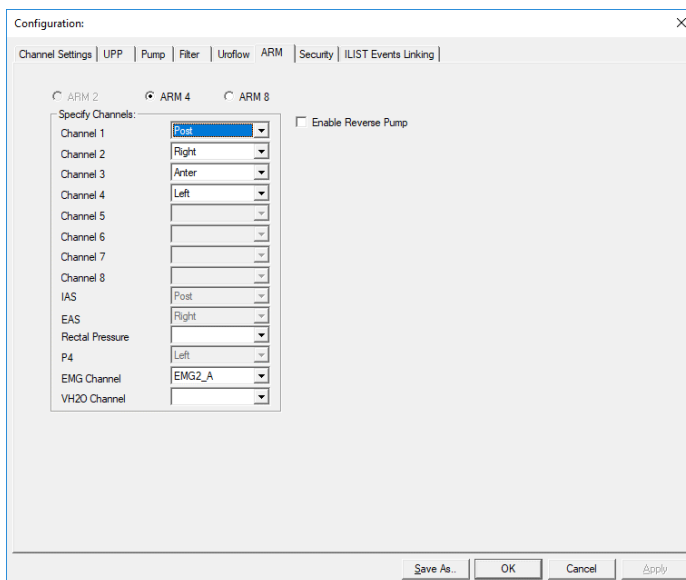 Configuration:
Channel Settings UPP Pump Filter Uroflow ARM Security ILIST Events Linking
ARM 2 ARM 4 ARM 8
Specify Channels:
Enable Reverse Pump
Channel 1 Post
Channel 2 Right
Channel 3 Anter
Channel 4 Left
Channel 5
Channel 6
Channel 7
Channel 8
IAS Post
EAS Right
Rectal Pressure
P4 Left
EMG Channel EMG2_A
VH2O Channel
Save As.. OK Cancel Apply